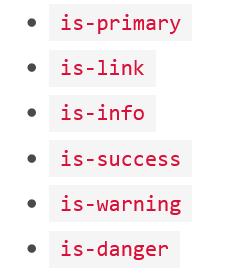 is-primary
is-link
is-info
is-success
is-warning
is-danger